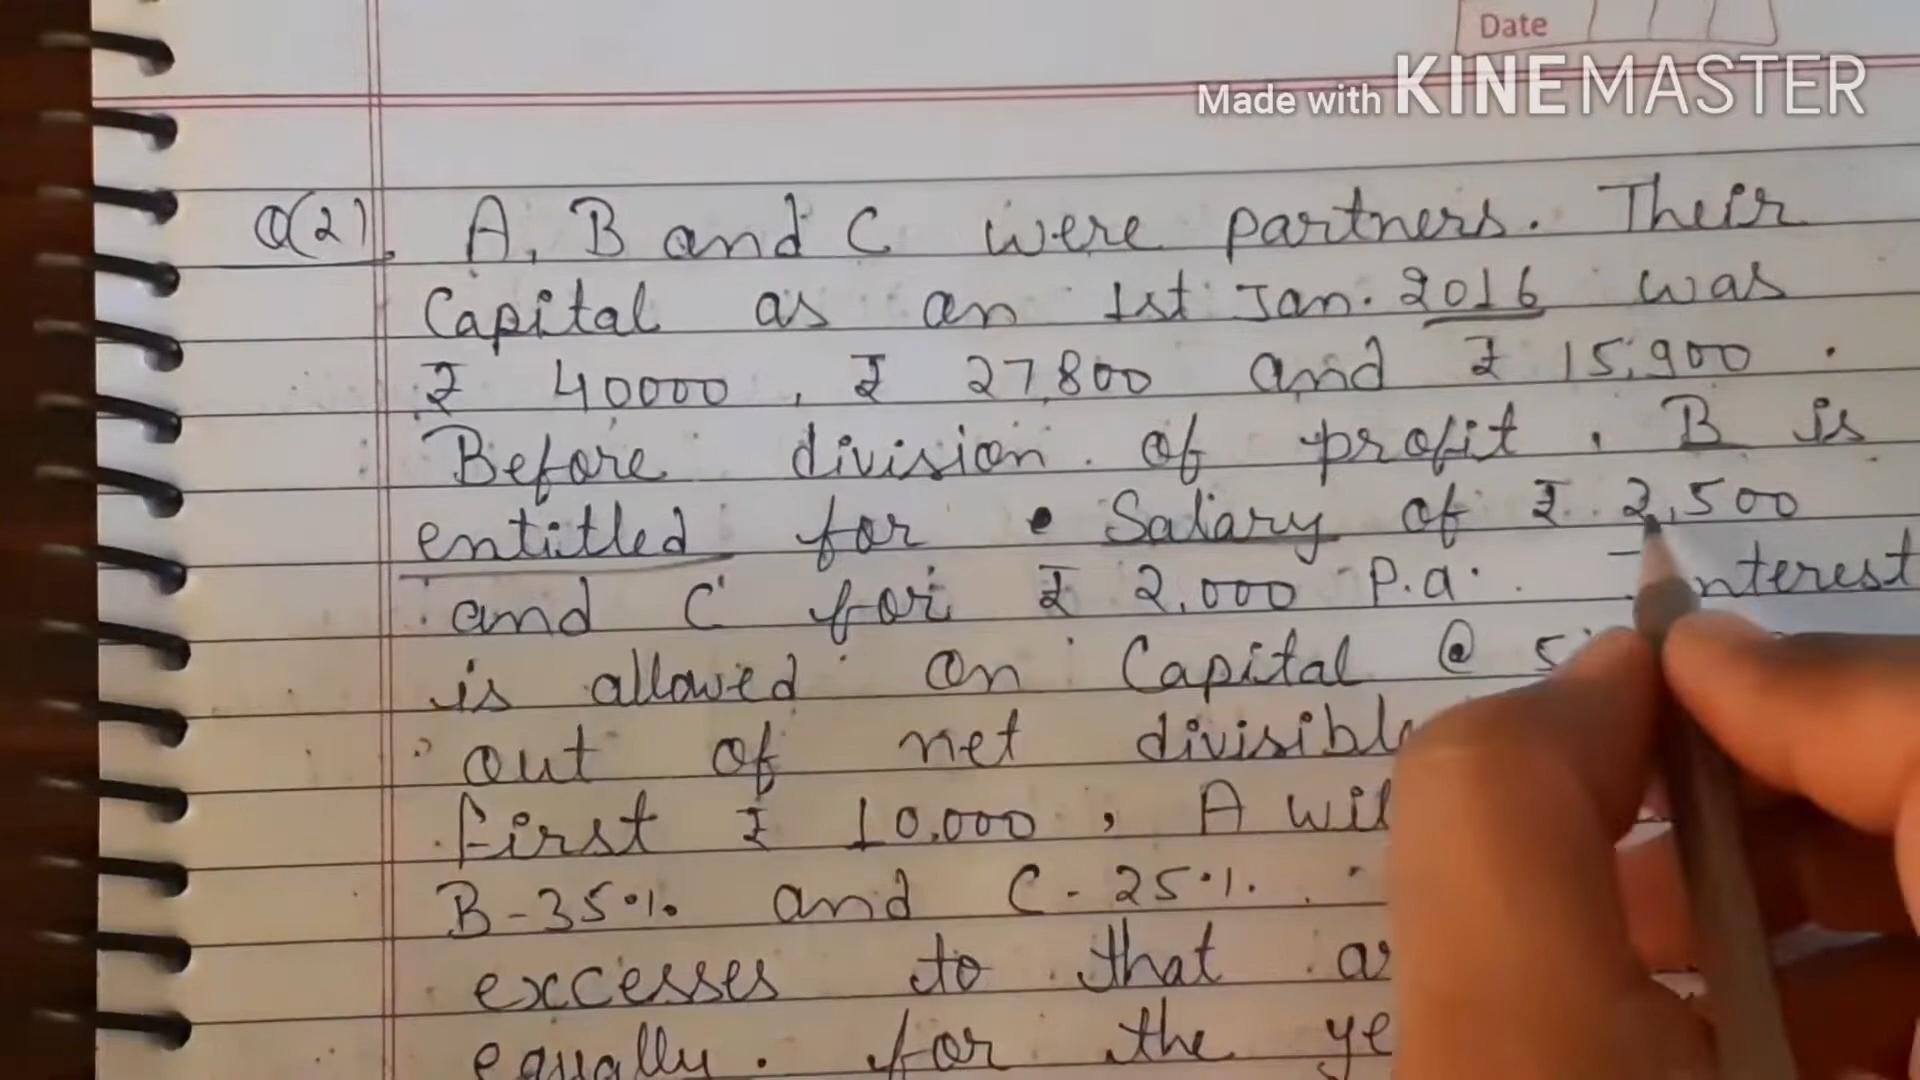 Date
Made with KINEMASTER
Q(2). A, B and C were partners. Their
Capital as on 1st Jan. 2016 was
₹ 40000, ₹ 27,800 and ₹ 15,900.
Before division of profit, B is
entitled for Salary of ₹ 2,500
and C for ₹ 2,000 P.a. Interest
is allowed on Capital @ 5
out of net
first ₹ 10,000, A
B-35%. and C-25%.
excesses to that
equally. for the